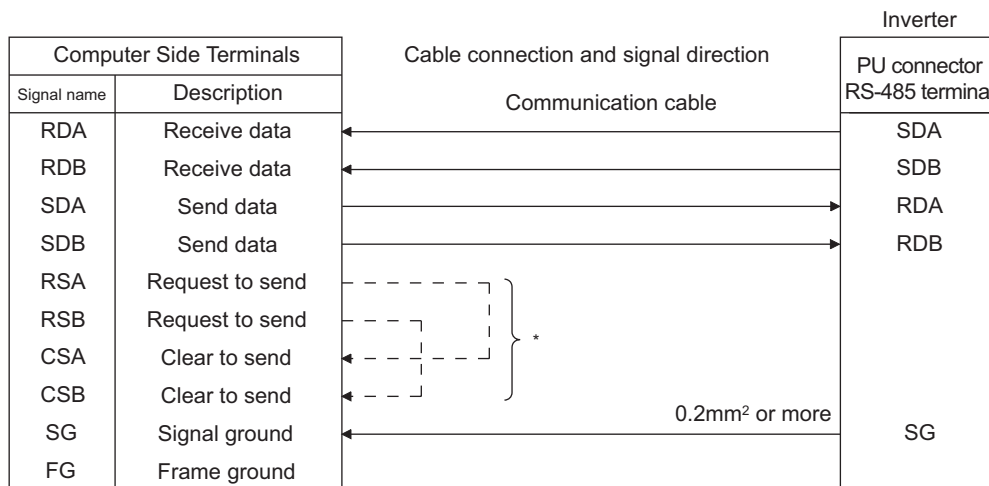 Inverter
Computer Side Terminals
Cable connection and signal direction
PU connector
RS-485 termina
Signal name Description
Communication cable
RDA Receive data SDA
RDB Receive data SDB
SDA Send data RDA
SDB Send data RDB
RSA Request to send
RSB Request to send
*
CSA Clear to send
CSB Clear to send
0.2mm² or more
SG Signal ground SG
FG Frame ground